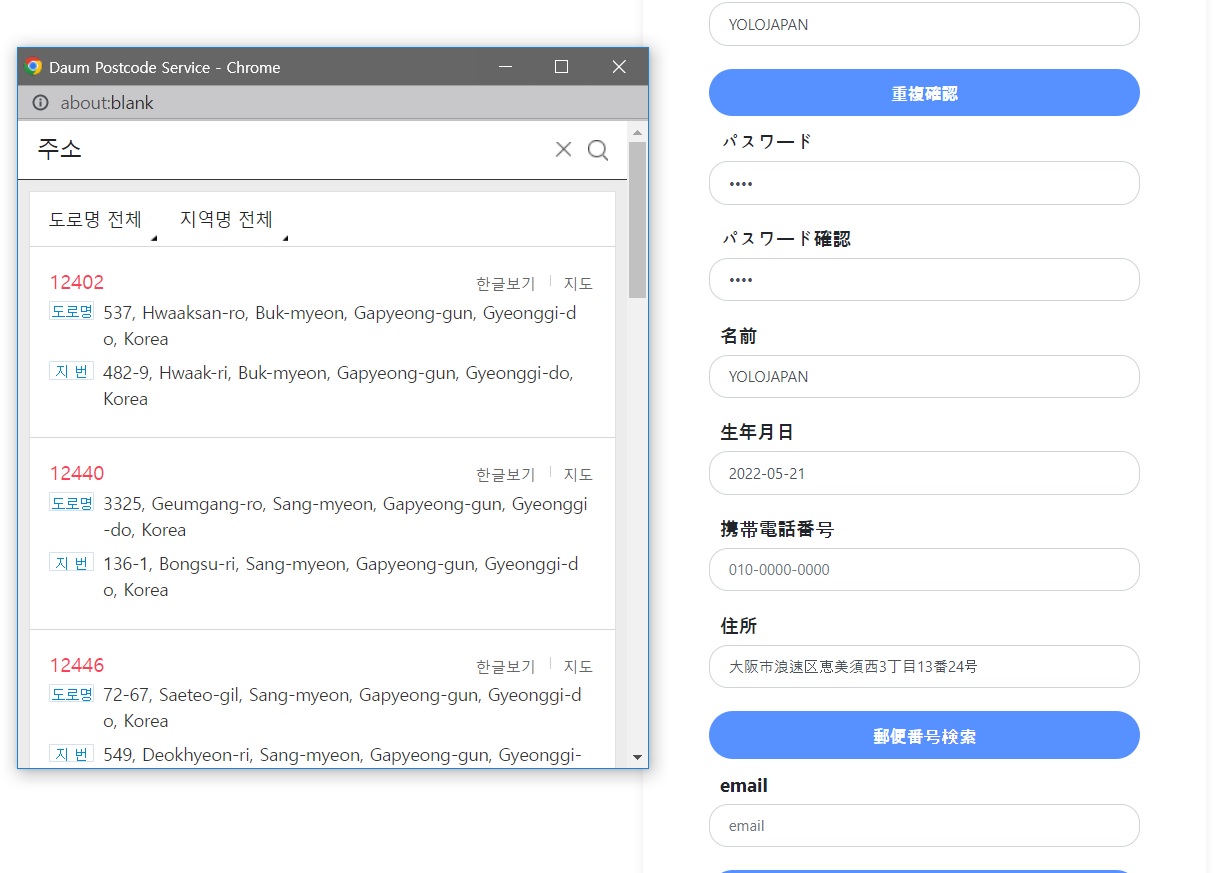 Daum Postcode Service - Chrome
about:blank
주소
도로명 전체 지역명 전체
12402 한글보기 지도
도로명 537, Hwaaksan-ro, Buk-myeon, Gapyeong-gun, Gyeonggi-d
o, Korea
지 번 482-9, Hwaak-ri, Buk-myeon, Gapyeong-gun, Gyeonggi-do,
Korea
12440 한글보기 지도
도로명 3325, Geumgang-ro, Sang-myeon, Gapyeong-gun, Gyeonggi
-do, Korea
지 번 136-1, Bongsu-ri, Sang-myeon, Gapyeong-gun, Gyeonggi-d
o, Korea
12446 한글보기 지도
도로명 72-67, Saeteo-gil, Sang-myeon, Gapyeong-gun, Gyeonggi-d
o, Korea
지 번 549, Deokhyeon-ri, Sang-myeon, Gapyeong-gun, Gyeonggi-
YOLOJAPAN
重複確認
パスワード
••••
パスワード確認
••••
名前
YOLOJAPAN
生年月日
2022-05-21
携帯電話番号
010-0000-0000
住所
大阪市浪速区恵美須西3丁目13番24号
郵便番号検索
email
email